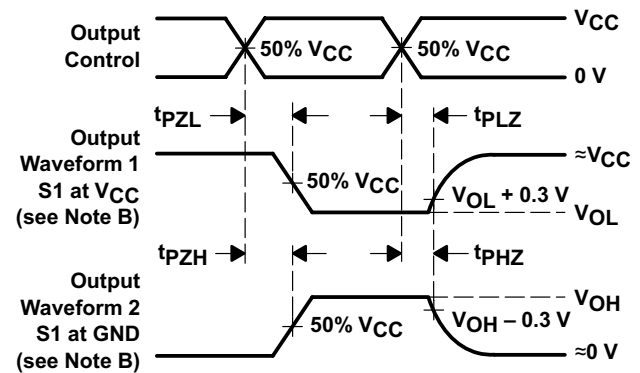 Output
Control
50% VCC
50% VCC
VCC
0 V
tPZL
tPLZ
Output
Waveform 1
S1 at VCC
(see Note B)
50% VCC
≈VCC
VOL + 0.3 V
VOL
tPZH
tPHZ
Output
Waveform 2
S1 at GND
(see Note B)
50% VCC
VOH
VOH – 0.3 V
≈0 V